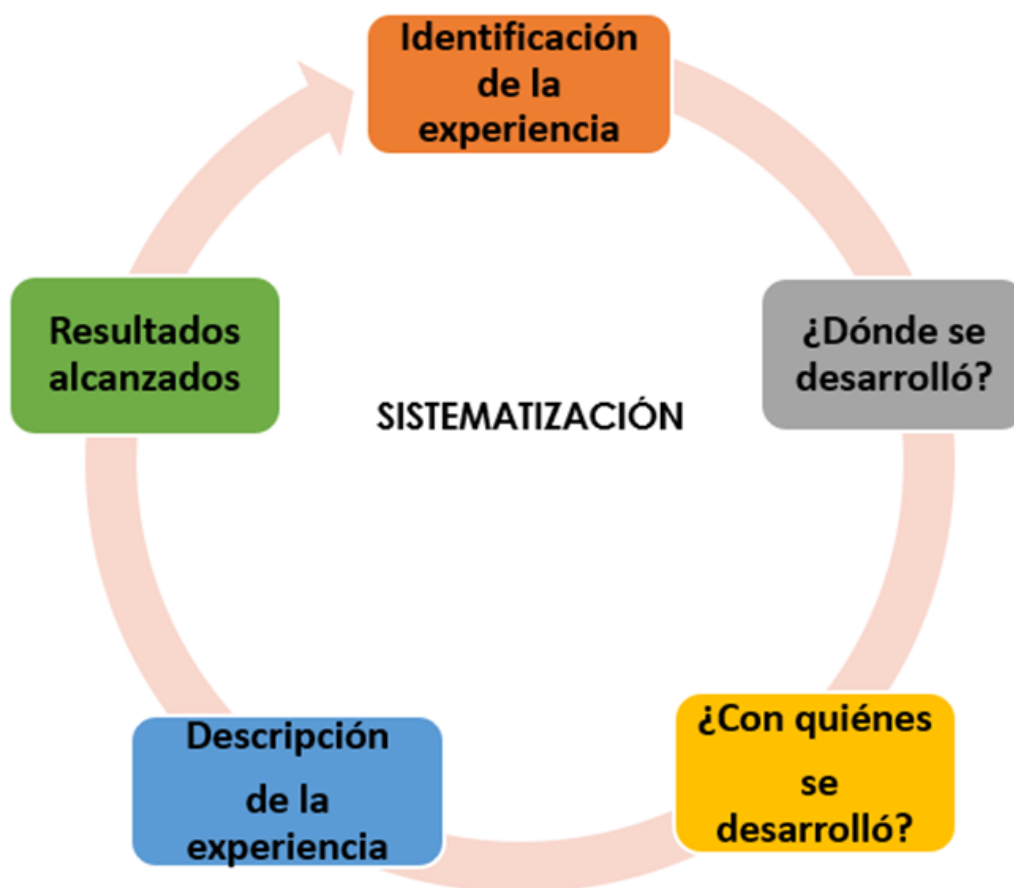 Identificación
de la
experiencia
¿Dónde se
desarrolló?
¿Con quiénes
se
desarrolló?
Descripción
de la
experiencia
Resultados
alcanzados
SISTEMATIZACIÓN